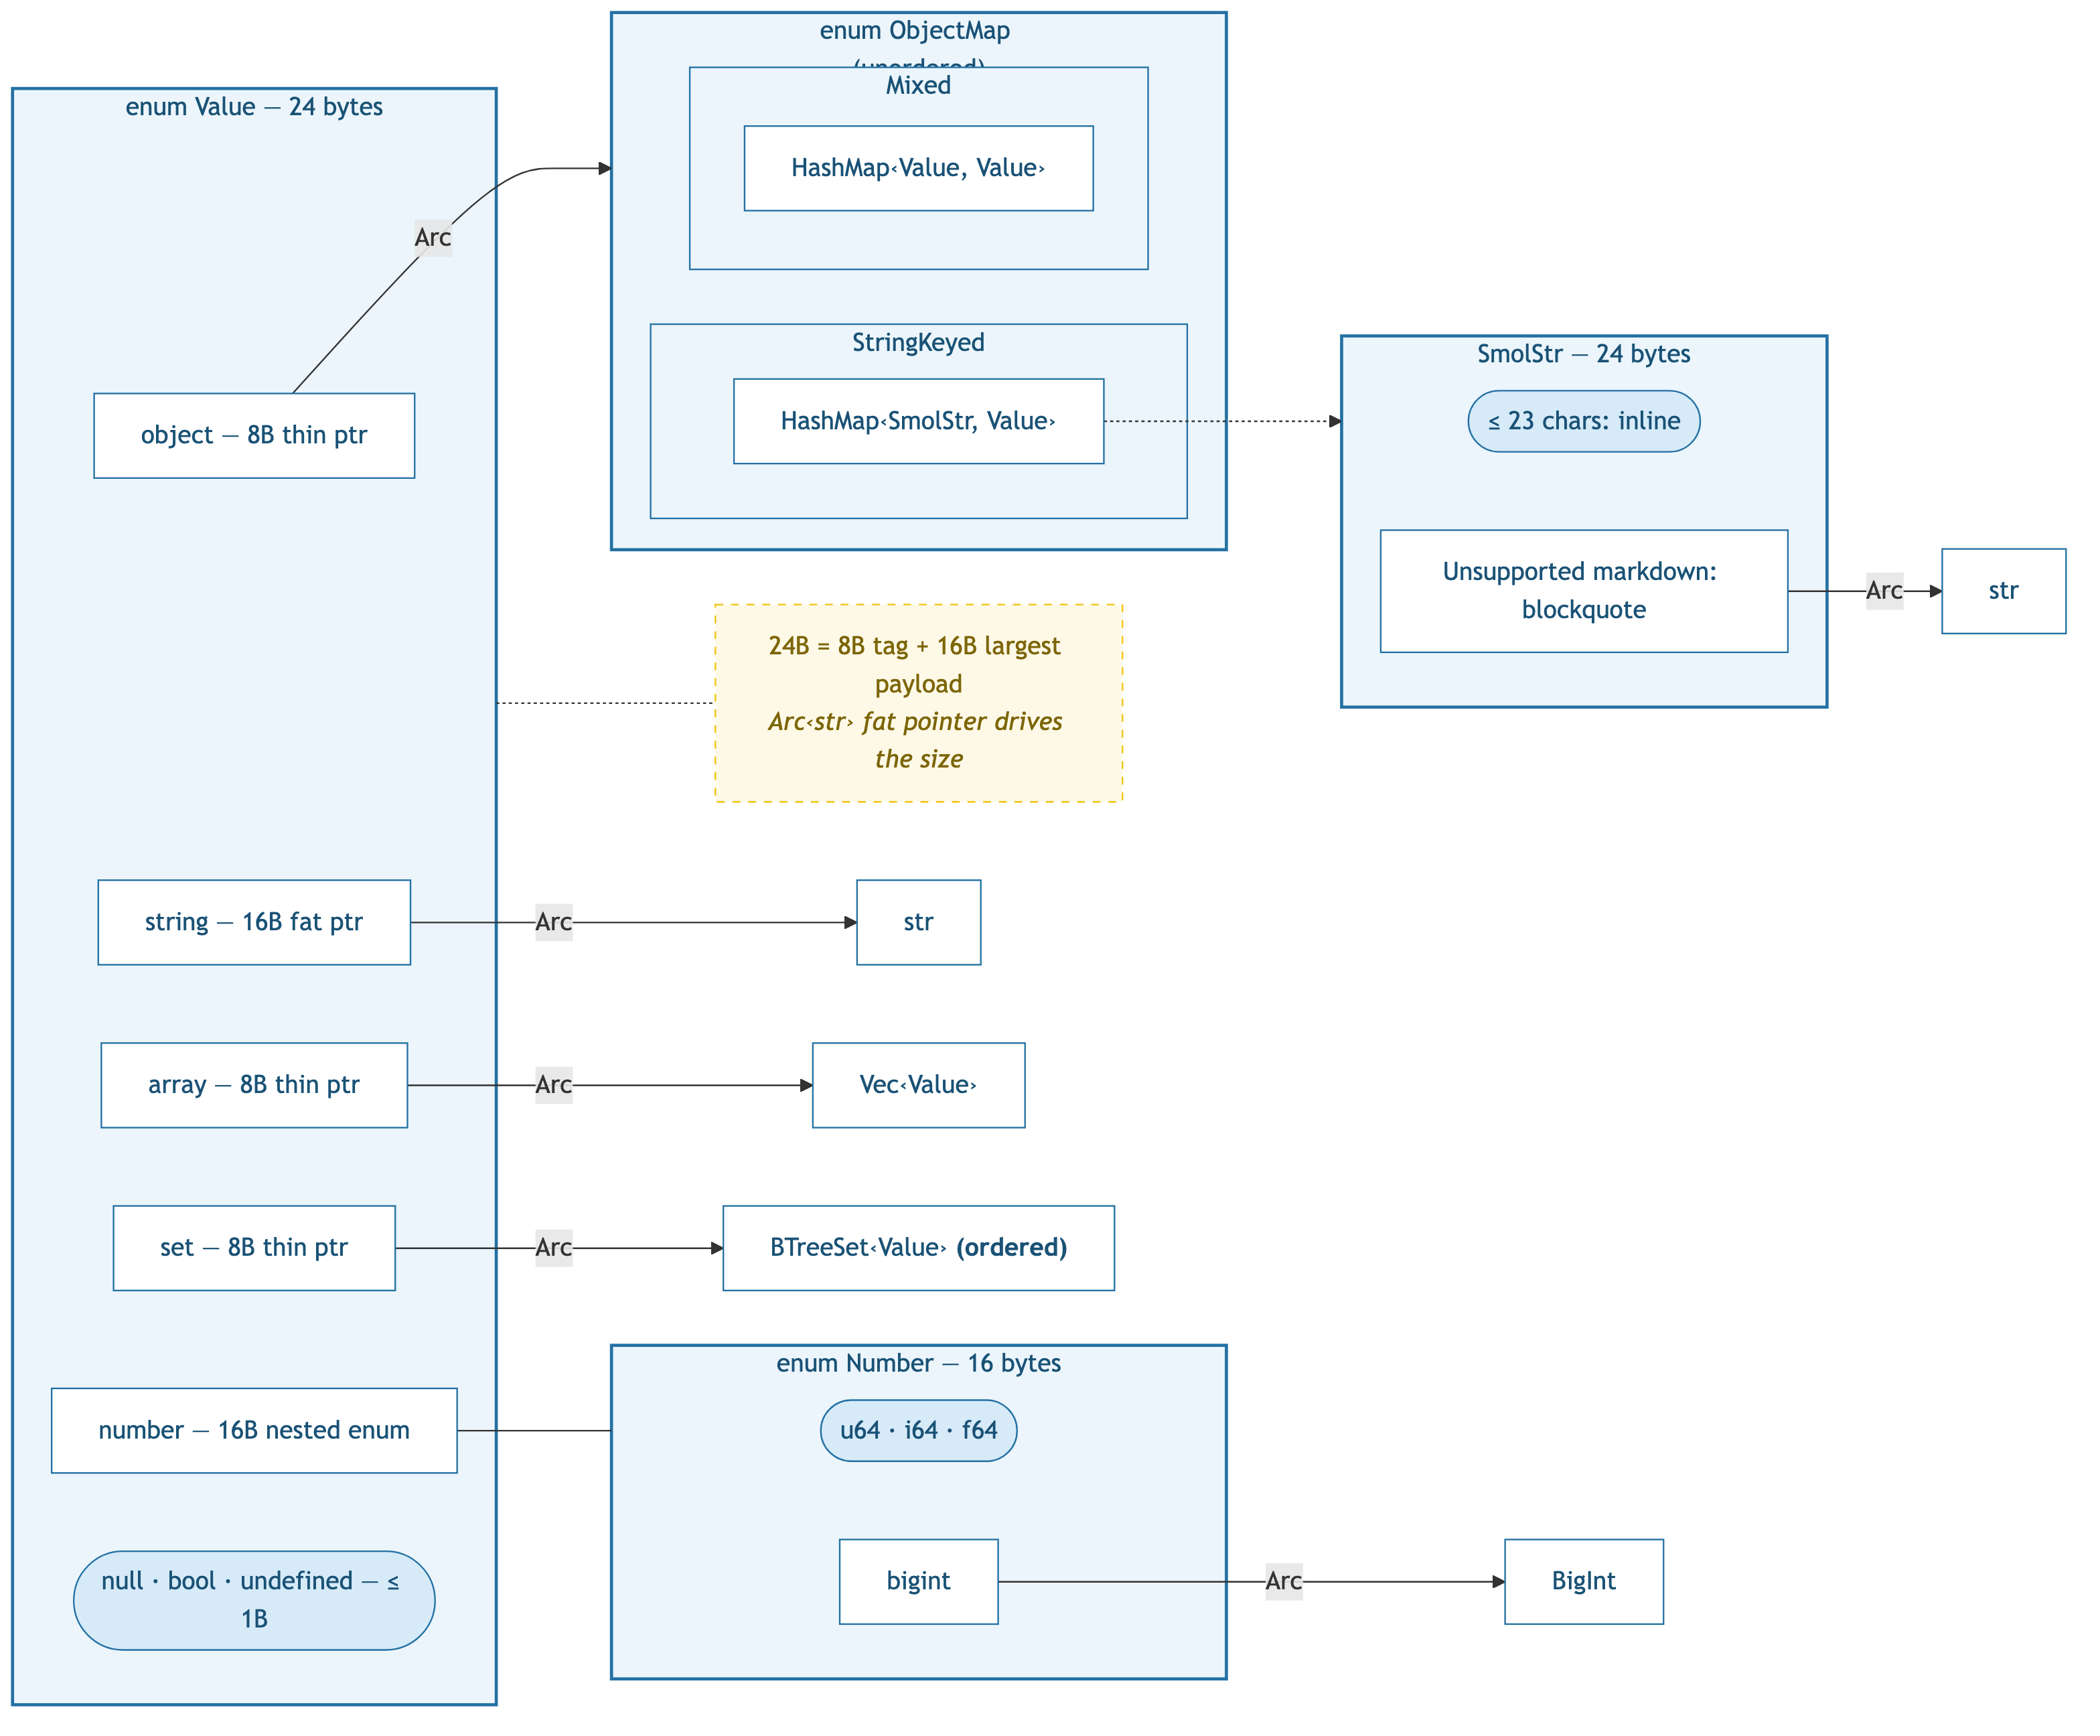 enum ObjectMap
(unordered)
Mixed
HashMap‹Value, Value›
StringKeyed
HashMap‹SmolStr, Value›
enum Value — 24 bytes
Arc
object — 8B thin ptr
SmolStr — 24 bytes
≤ 23 chars: inline
Unsupported markdown:
blockquote
Arc
str
24B = 8B tag + 16B largest
payload
Arc‹str› fat pointer drives
the size
string — 16B fat ptr
Arc
str
array — 8B thin ptr
Arc
Vec‹Value›
set — 8B thin ptr
Arc
BTreeSet‹Value› (ordered)
number — 16B nested enum
enum Number — 16 bytes
u64 · i64 · f64
bigint
Arc
BigInt
null · bool · undefined — ≤
1B